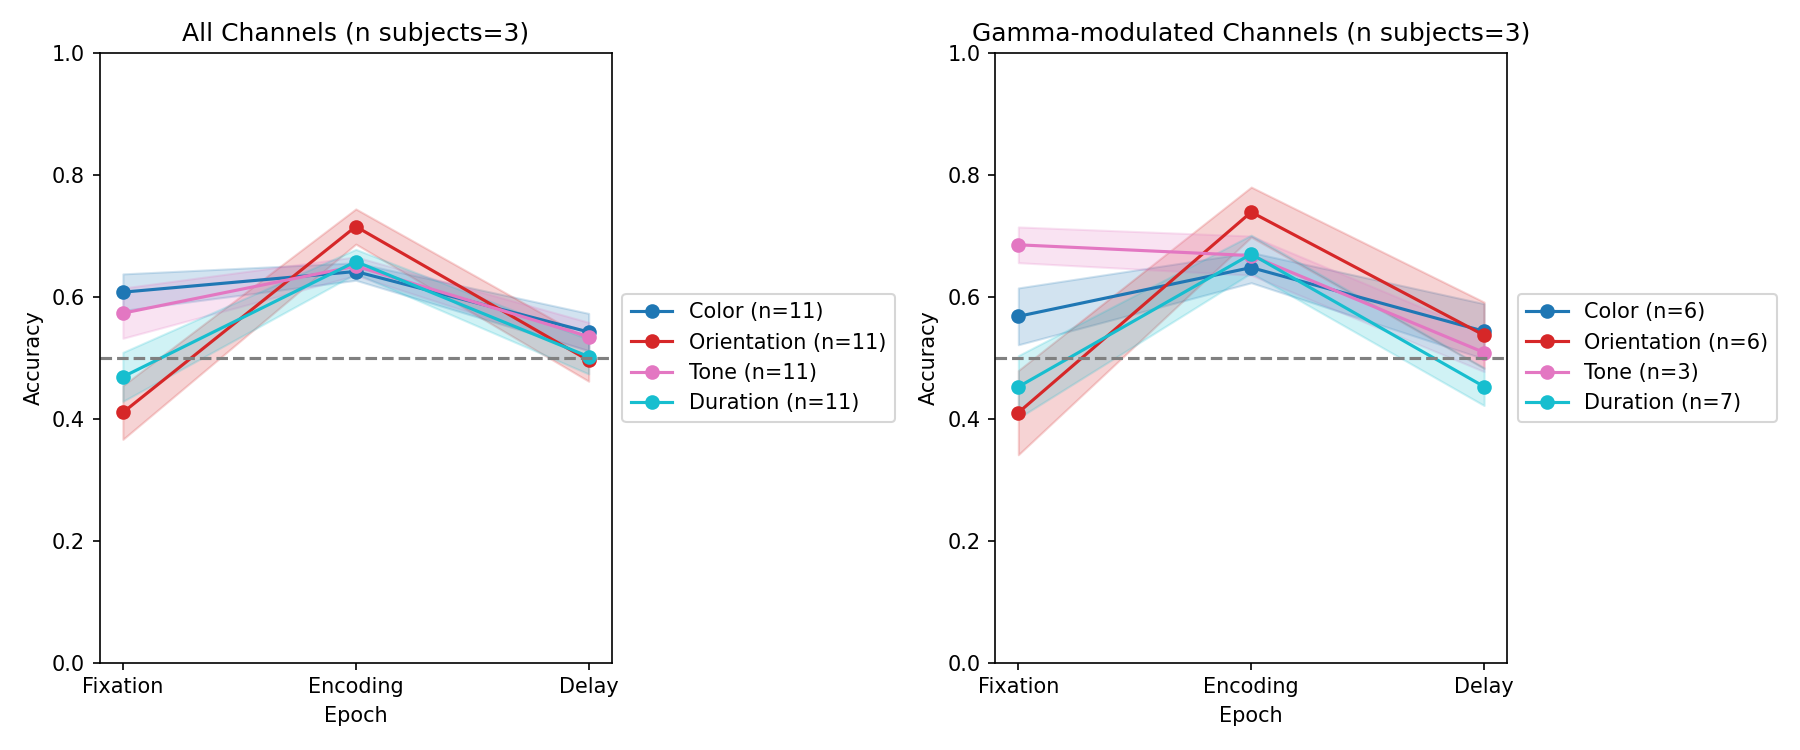 All Channels (n subjects=3)
1.0
0.8
0.6
0.4
0.2
0.0
Accuracy
Fixation
Encoding
Delay
Epoch
Color (n=11)
Orientation (n=11)
Tone (n=11)
Duration (n=11)
Gamma-modulated Channels (n subjects=3)
1.0
0.8
0.6
0.4
0.2
0.0
Accuracy
Fixation
Encoding
Delay
Epoch
Color (n=6)
Orientation (n=6)
Tone (n=3)
Duration (n=7)